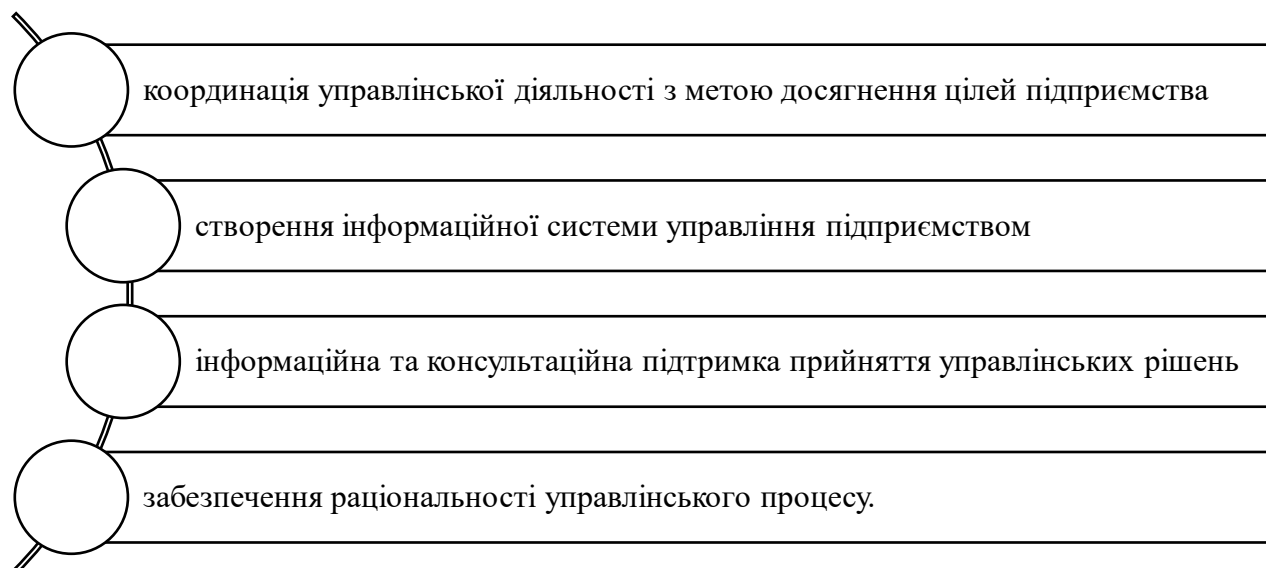 координація управлінської діяльності з метою досягнення цілей підприємства
створення інформаційної системи управління підприємством
інформаційна та консультаційна підтримка прийняття управлінських рішень
забезпечення раціональності управлінського процесу.